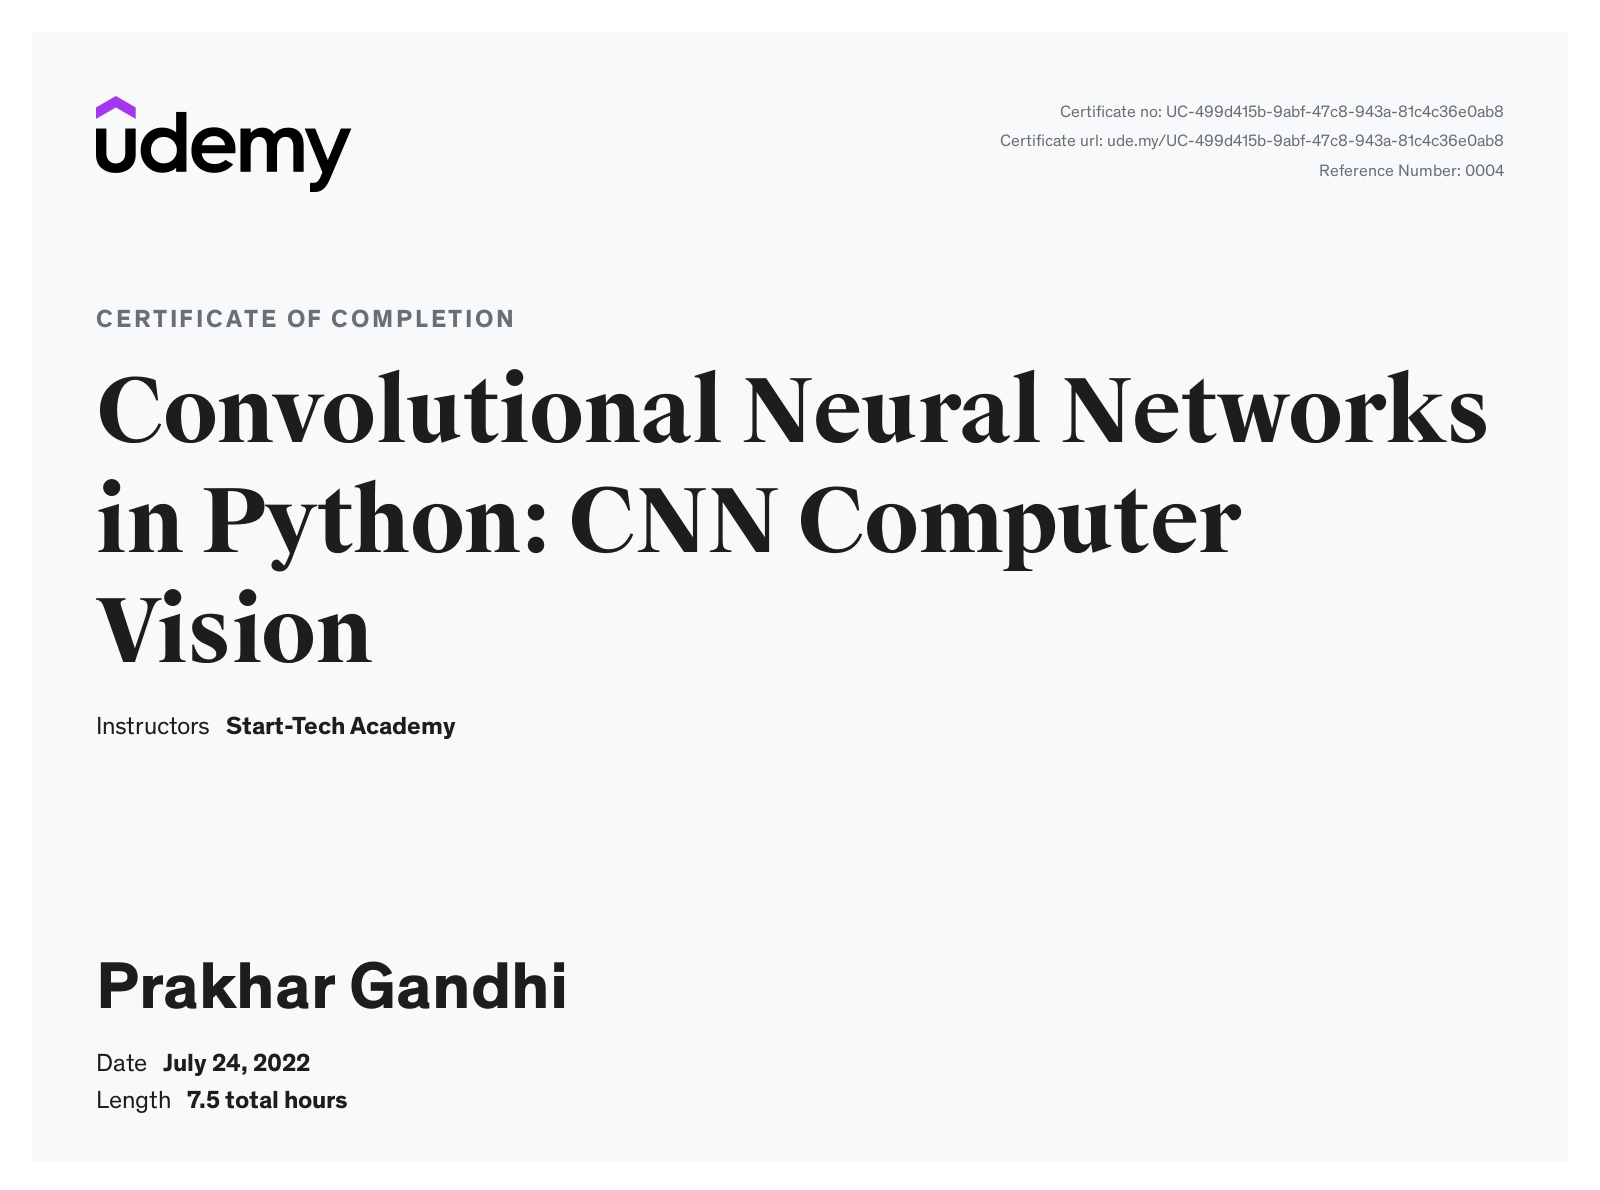 udemy
Certificate no: UC-499d415b-9abf-47c8-943a-81c4c36e0ab8
Certificate url: ude.my/UC-499d415b-9abf-47c8-943a-81c4c36e0ab8
Reference Number: 0004
CERTIFICATE OF COMPLETION
Convolutional Neural Networks
in Python: CNN Computer
Vision
Instructors Start-Tech Academy
Prakhar Gandhi
Date July 24, 2022
Length 7.5 total hours